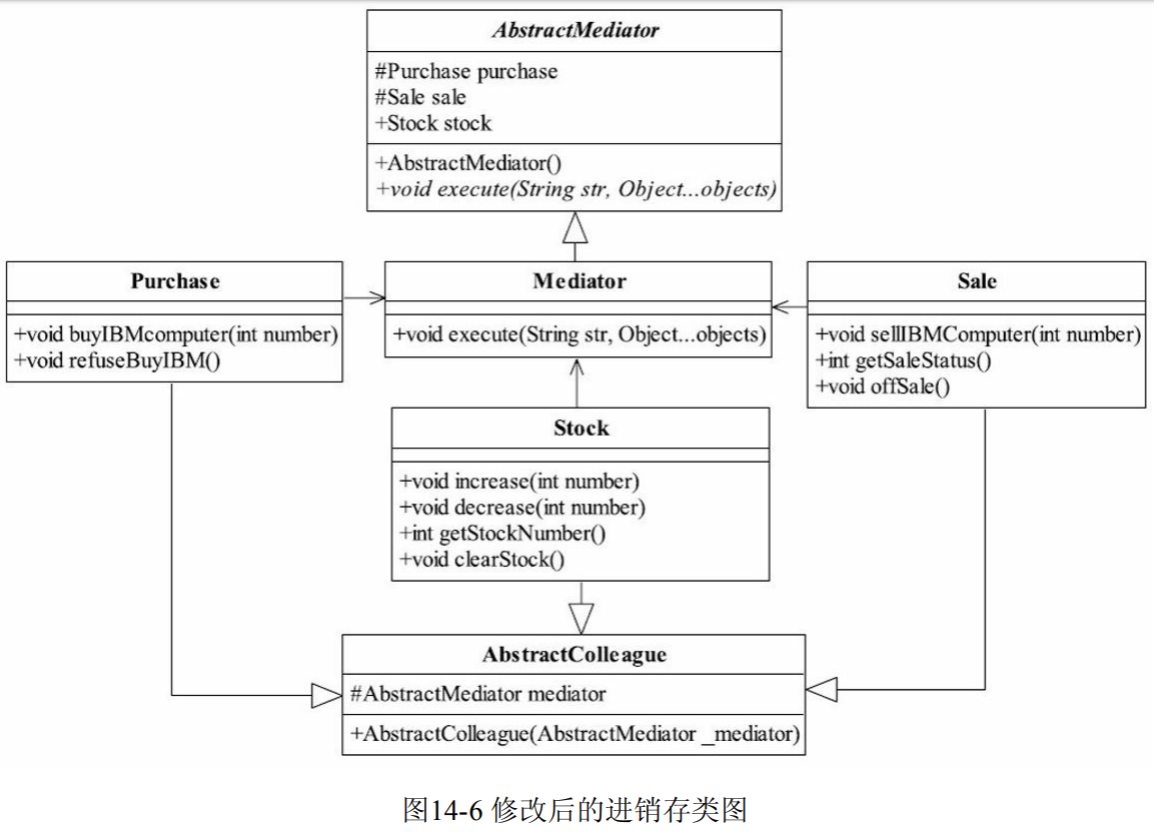 AbstractMediator
#Purchase purchase
#Sale sale
+Stock stock
+AbstractMediator()
+void execute(String str, Object...objects)
Purchase
+void buyIBMcomputer(int number)
+void refuseBuyIBM()
Mediator
+void execute(String str, Object...objects)
Sale
+void sellIBMComputer(int number)
+int getSaleStatus()
+void offSale()
Stock
+void increase(int number)
+void decrease(int number)
+int getStockNumber()
+void clearStock()
AbstractColleague
#AbstractMediator mediator
+AbstractColleague(AbstractMediator _mediator)
图14-6 修改后的进销存类图